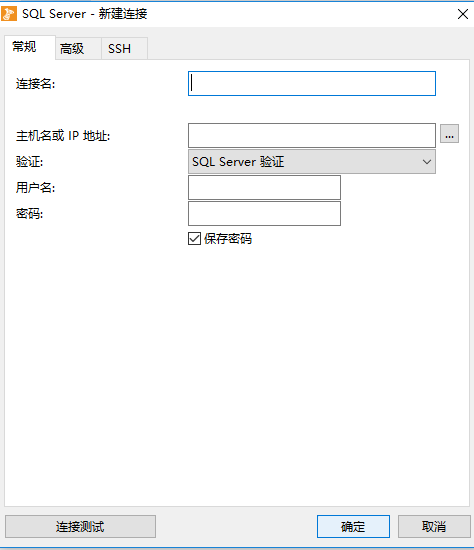 SQL Server - 新建连接
常规 高级 SSH
连接名:
主机名或 IP 地址:
...
验证: SQL Server 验证
用户名:
密码:
保存密码
连接测试 确定 取消